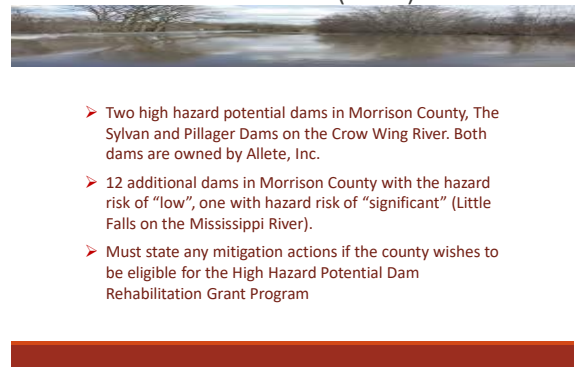 Two high hazard potential dams in Morrison County, The
Sylvan and Pillager Dams on the Crow Wing River. Both
dams are owned by Allete, Inc.
12 additional dams in Morrison County with the hazard
risk of “low”, one with hazard risk of “significant” (Little
Falls on the Mississippi River).
Must state any mitigation actions if the county wishes to
be eligible for the High Hazard Potential Dam
Rehabilitation Grant Program